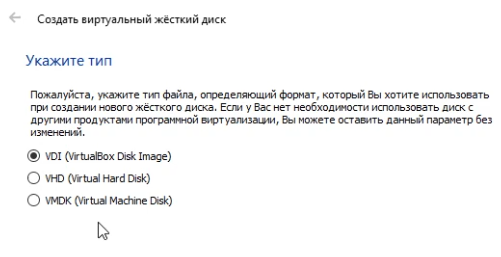 Создать виртуальный жёсткий диск
Укажите тип
Пожалуйста, укажите тип файла, определяющий формат, который Вы хотите использовать
при создании нового жёсткого диска. Если у Вас нет необходимости использовать диск с
другими продуктами программной виртуализации, Вы можете оставить данный параметр без
изменений.
VDI (VirtualBox Disk Image)
VHD (Virtual Hard Disk)
VMDK (Virtual Machine Disk)